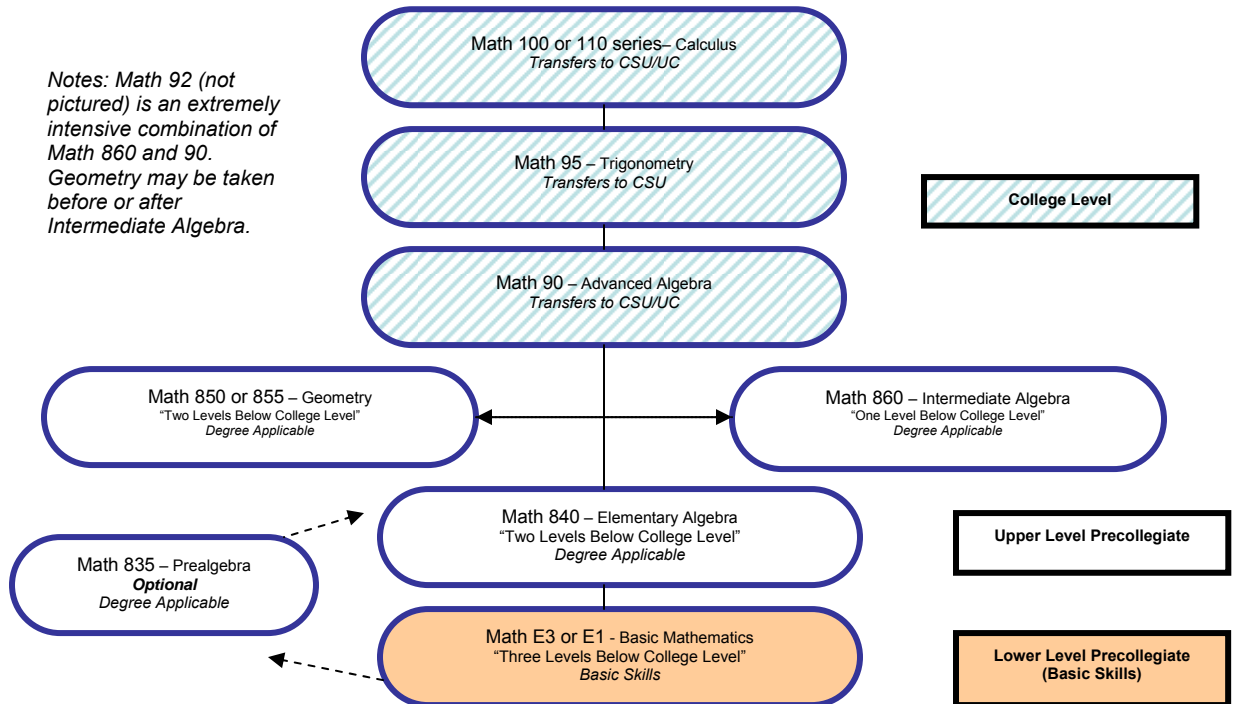 Math 100 or 110 series– Calculus
Transfers to CSU/UC
Notes: Math 92 (not
pictured) is an extremely
intensive combination of
Math 860 and 90.
Geometry may be taken
before or after
Intermediate Algebra.
Math 95 – Trigonometry
Transfers to CSU
College Level
Math 90 – Advanced Algebra
Transfers to CSU/UC
Math 850 or 855 – Geometry
“Two Levels Below College Level”
Degree Applicable
Math 860 – Intermediate Algebra
“One Level Below College Level”
Degree Applicable
Math 840 – Elementary Algebra
“Two Levels Below College Level”
Degree Applicable
Upper Level Precollegiate
Math 835 – Prealgebra
Optional
Degree Applicable
Math E3 or E1 - Basic Mathematics
“Three Levels Below College Level”
Basic Skills
Lower Level Precollegiate
(Basic Skills)